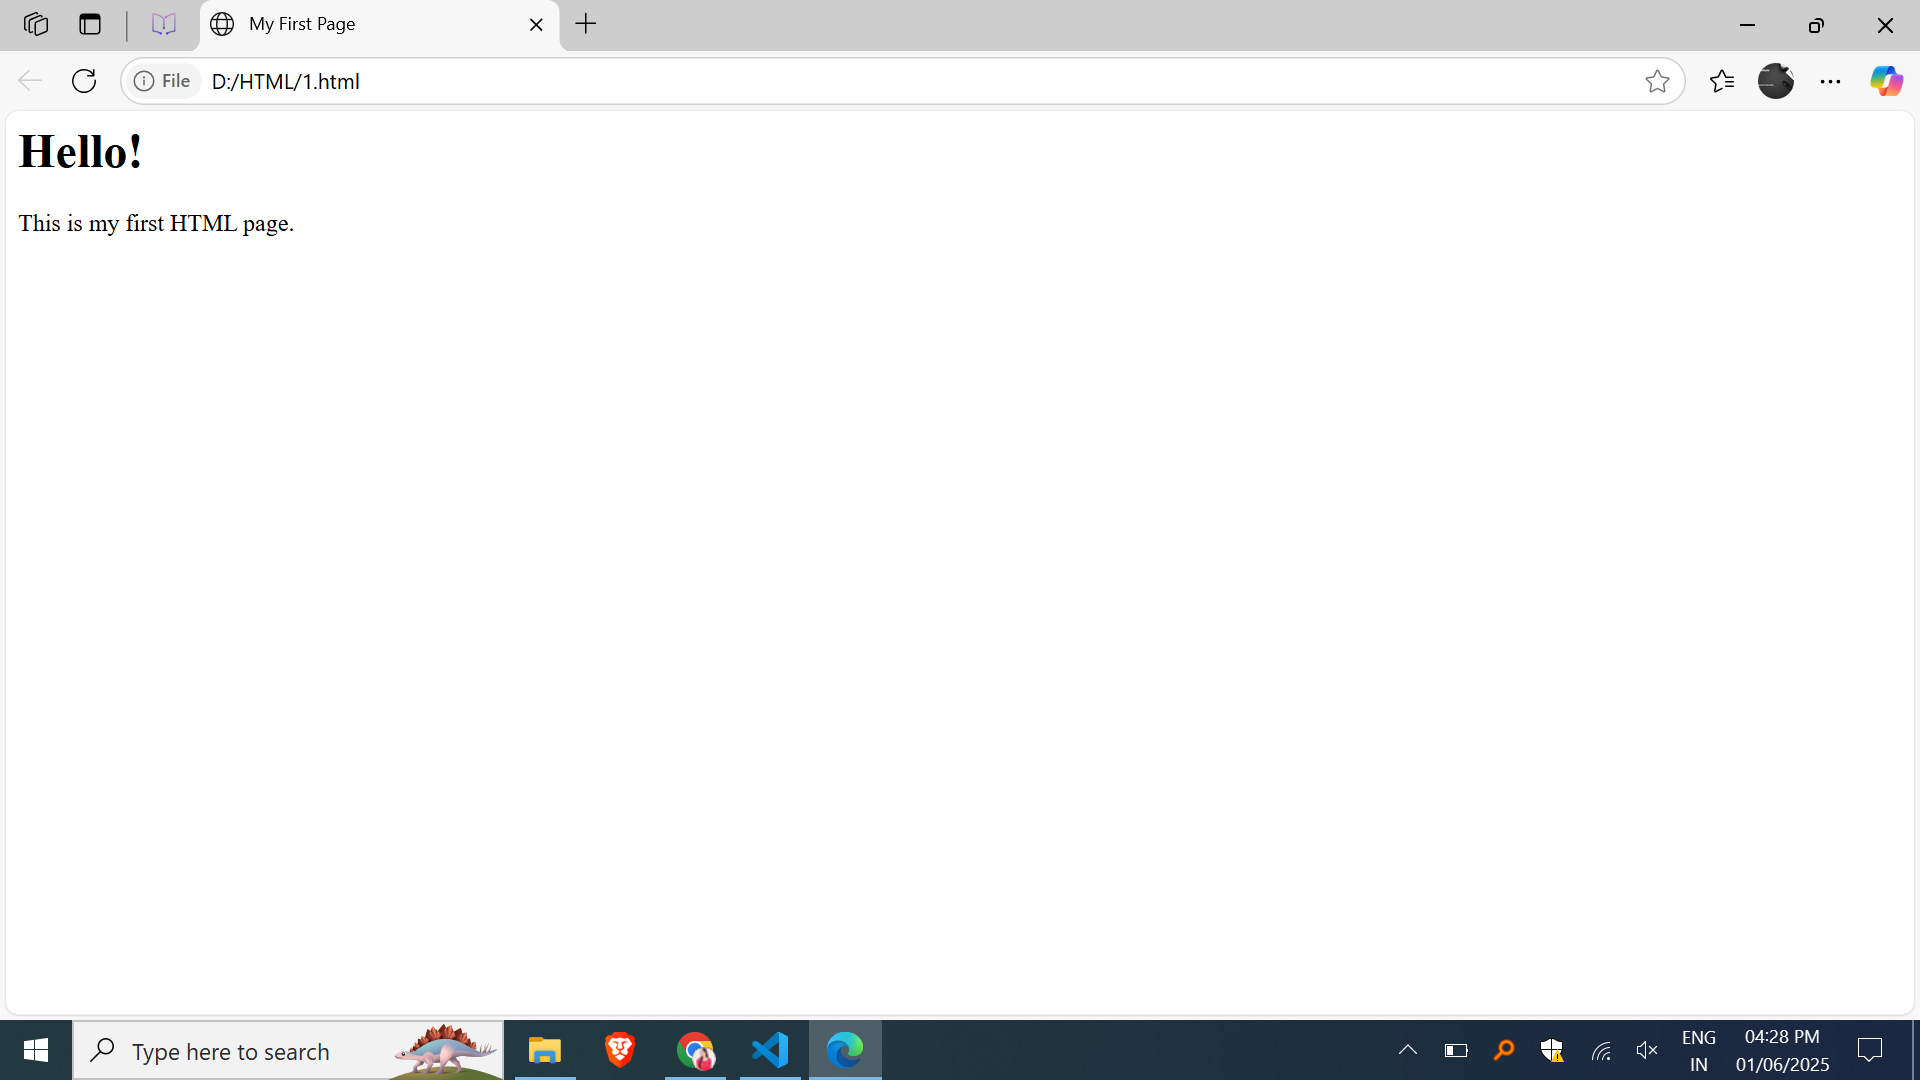 My First Page
File D:/HTML/1.html
Hello!
This is my first HTML page.
Type here to search
ENG
IN
04:28 PM
01/06/2025